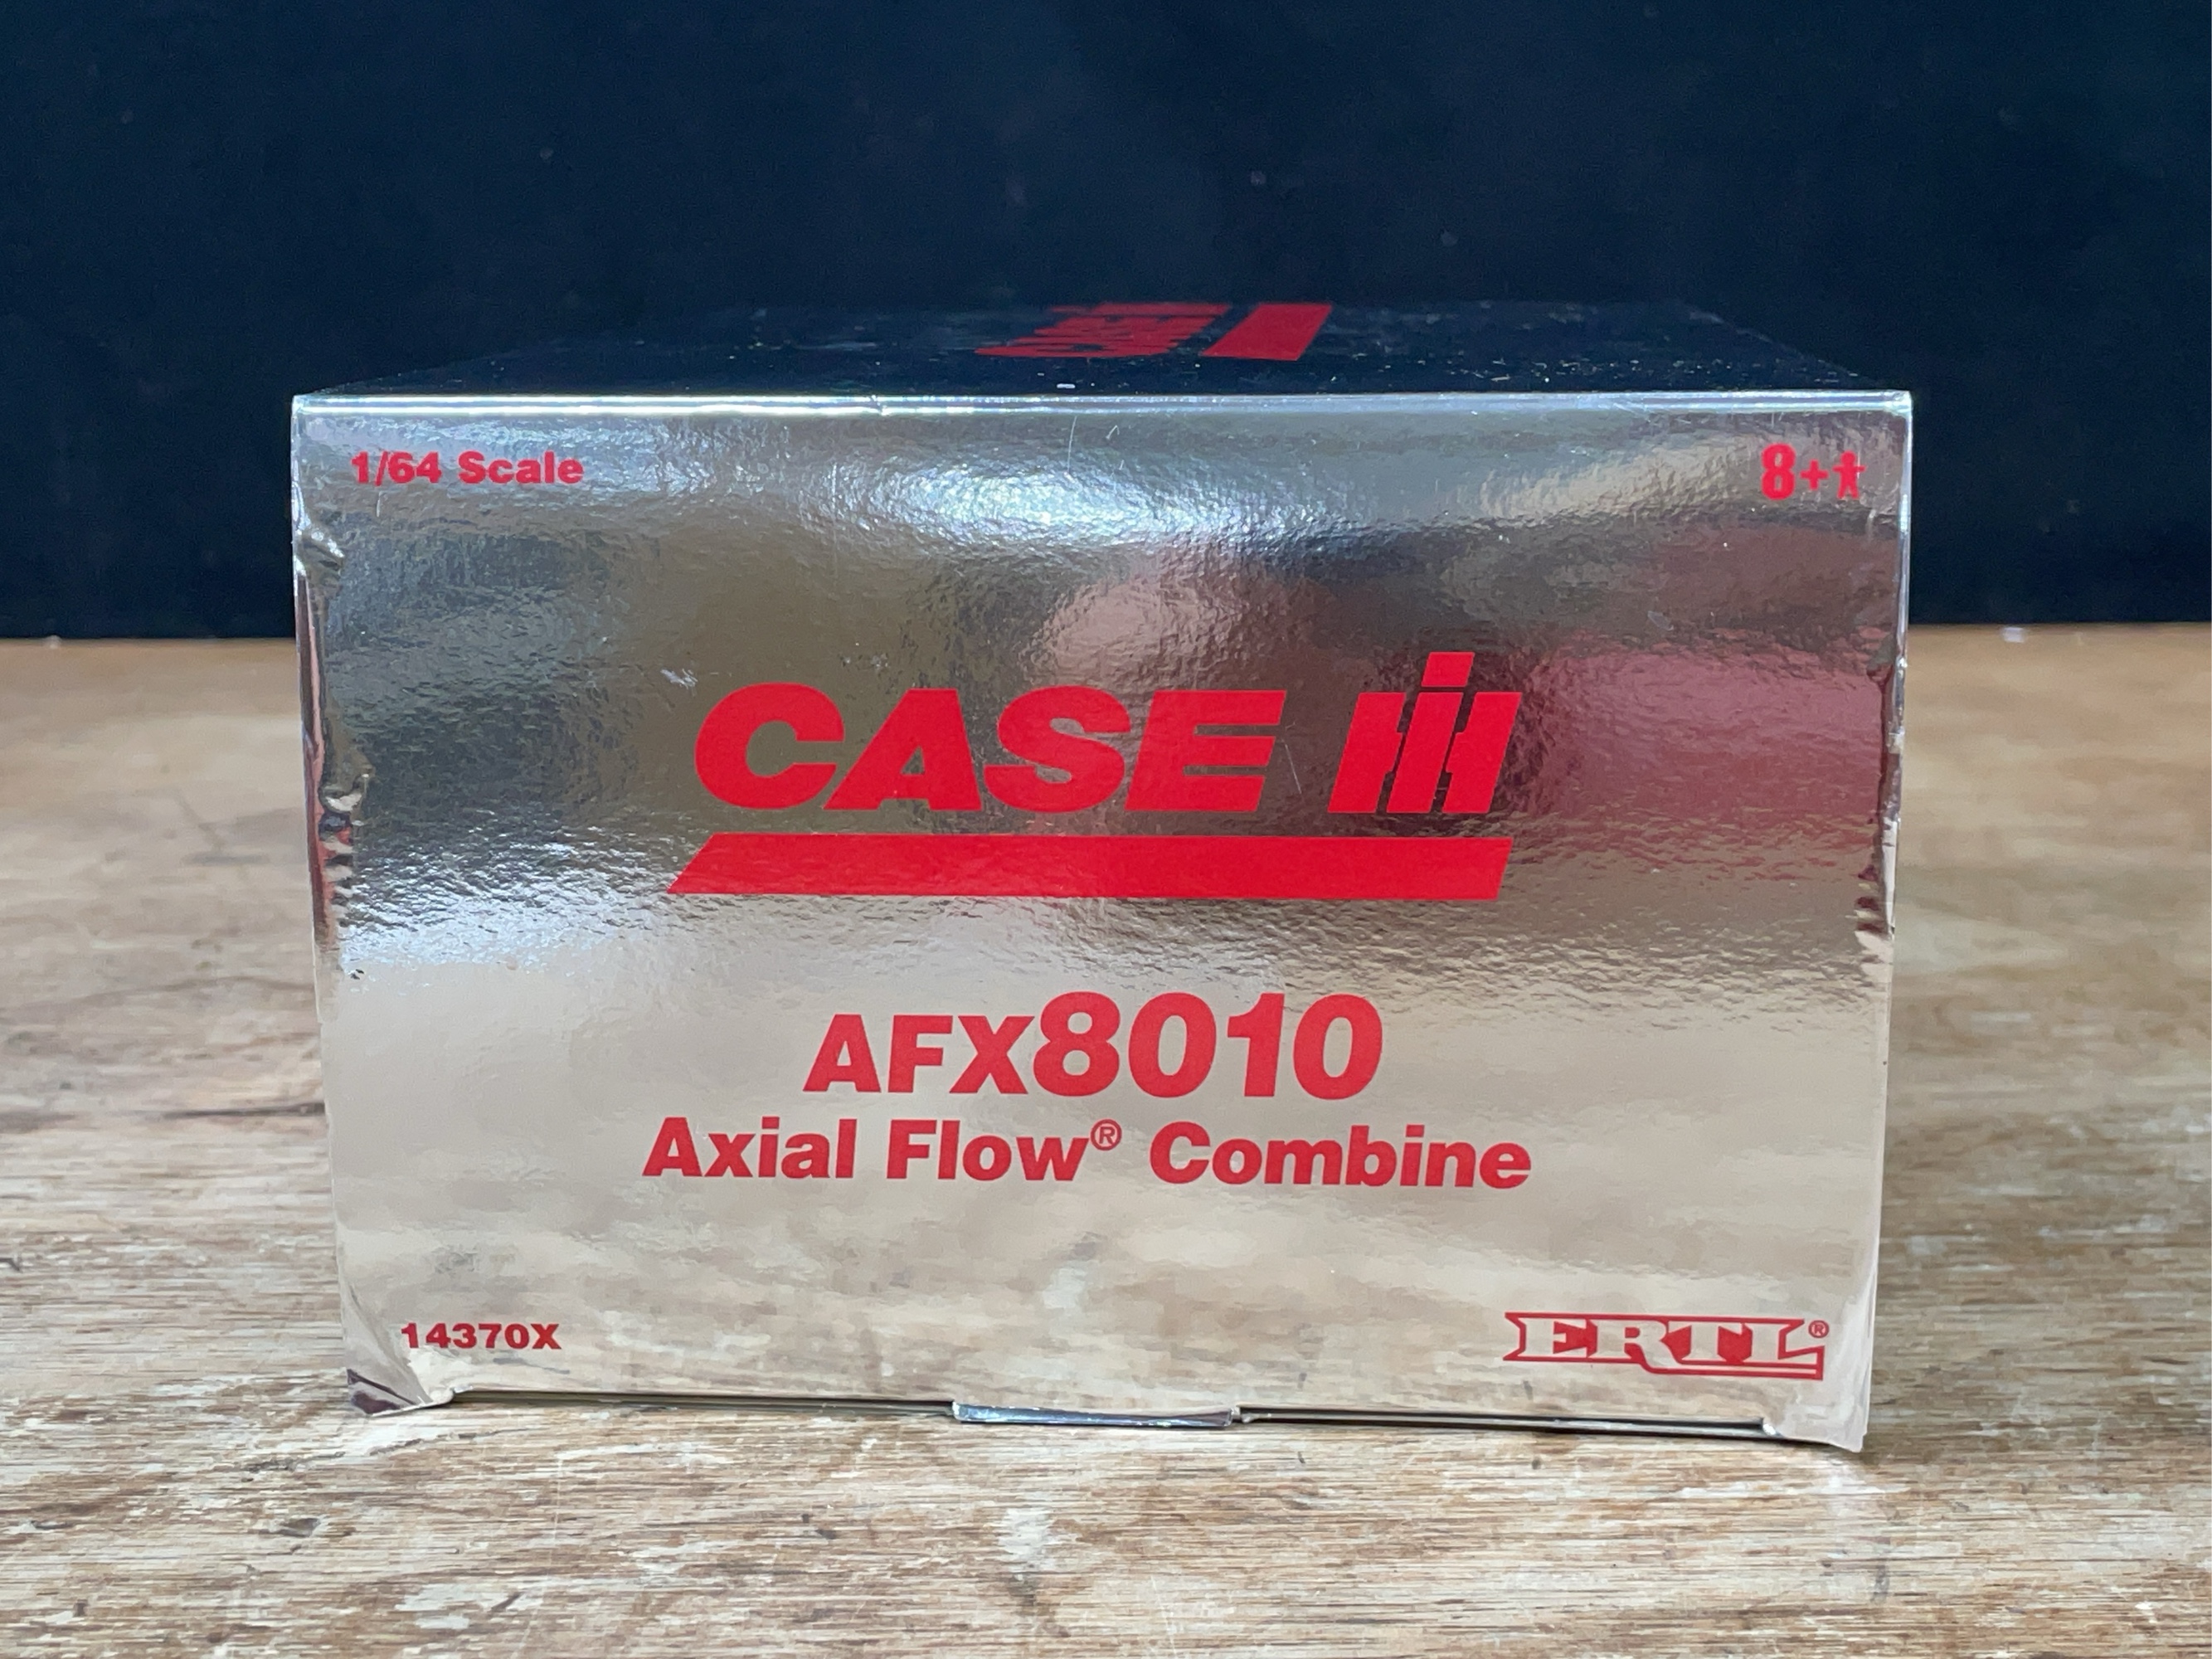 1/64 Scale
8+
CASE IH
AFX8010
Axial Flow® Combine
14370X
ERTL®